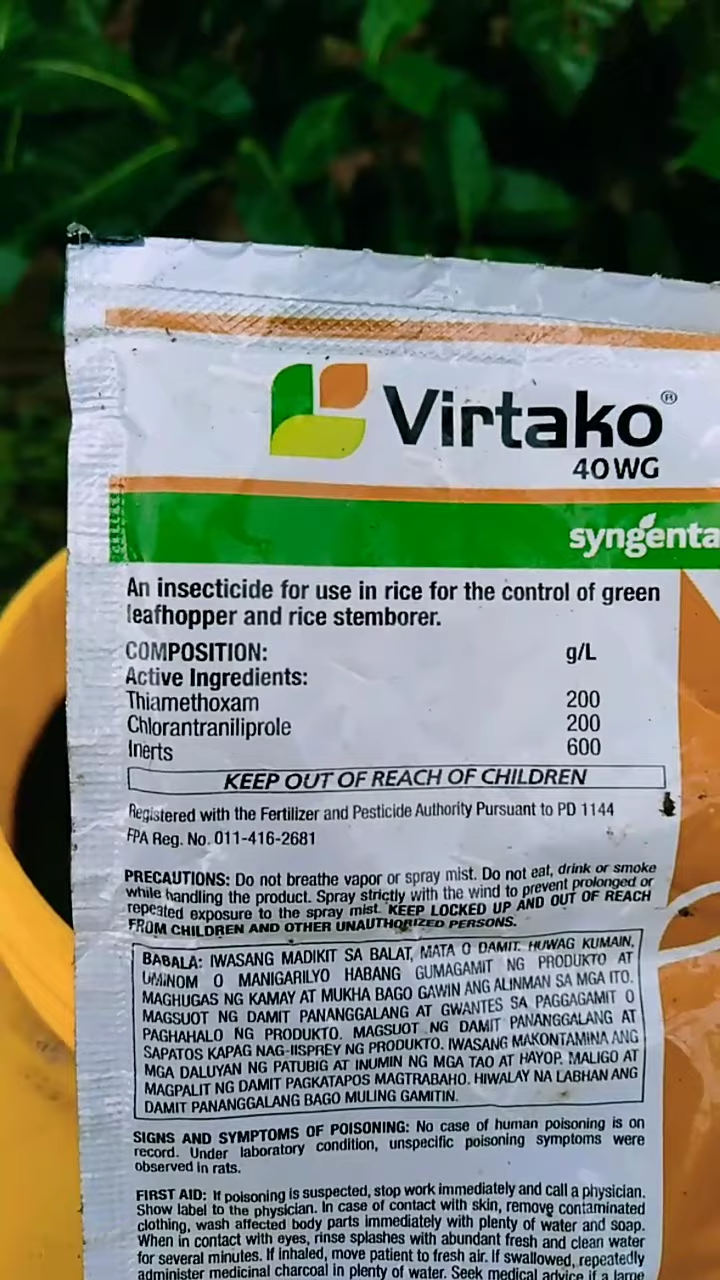 Virtako®
40 WG
syngenta
An insecticide for use in rice for the control of green
leafhopper and rice stemborer.
COMPOSITION: g/L
Active Ingredients:
Thiamethoxam 200
Chlorantraniliprole 200
Inerts 600
KEEP OUT OF REACH OF CHILDREN
Registered with the Fertilizer and Pesticide Authority Pursuant to PD 1144
FPA Reg. No. 011-416-2681
PRECAUTIONS: Do not breathe vapor or spray mist. Do not eat, drink or smoke
while handling the product. Spray strictly with the wind to prevent prolonged or
repeated exposure to the spray mist. KEEP LOCKED UP AND OUT OF REACH
FROM CHILDREN AND OTHER UNAUTHORIZED PERSONS.
BABALA: IWASANG MADIKIT SA BALAT, MATA O DAMIT. HUWAG KUMAIN,
UMINOM O MANIGARILYO HABANG GUMAGAMIT NG PRODUKTO AT
MAGHUGAS NG KAMAY AT MUKHA BAGO GAWIN ANG ALINMAN SA MGA ITO.
MAGSUOT NG DAMIT PANANGGALANG AT GWANTES SA PAGGAGAMIT O
PAGHAHALO NG PRODUKTO. MAGSUOT NG DAMIT PANANGGALANG AT
SAPATOS KAPAG NAG-IISPREY NG PRODUKTO. IWASANG MAKONTAMINA ANG
MGA DALUYAN NG PATUBIG AT INUMIN NG MGA TAO AT HAYOP. MALIGO AT
MAGPALIT NG DAMIT PAGKATAPOS MAGTRABAHO. HIWALAY NA LABHAN ANG
DAMIT PANANGGALANG BAGO MULING GAMITIN.
SIGNS AND SYMPTOMS OF POISONING: No case of human poisoning is on
record. Under laboratory condition, unspecific poisoning symptoms were
observed in rats.
FIRST AID: If poisoning is suspected, stop work immediately and call a physician.
Show label to the physician. In case of contact with skin, remove contaminated
clothing, wash affected body parts immediately with plenty of water and soap.
When in contact with eyes, rinse splashes with abundant fresh and clean water
for several minutes. If inhaled, move patient to fresh air. If swallowed, repeatedly
administer medicinal charcoal in plenty of water. Seek medical advice if a